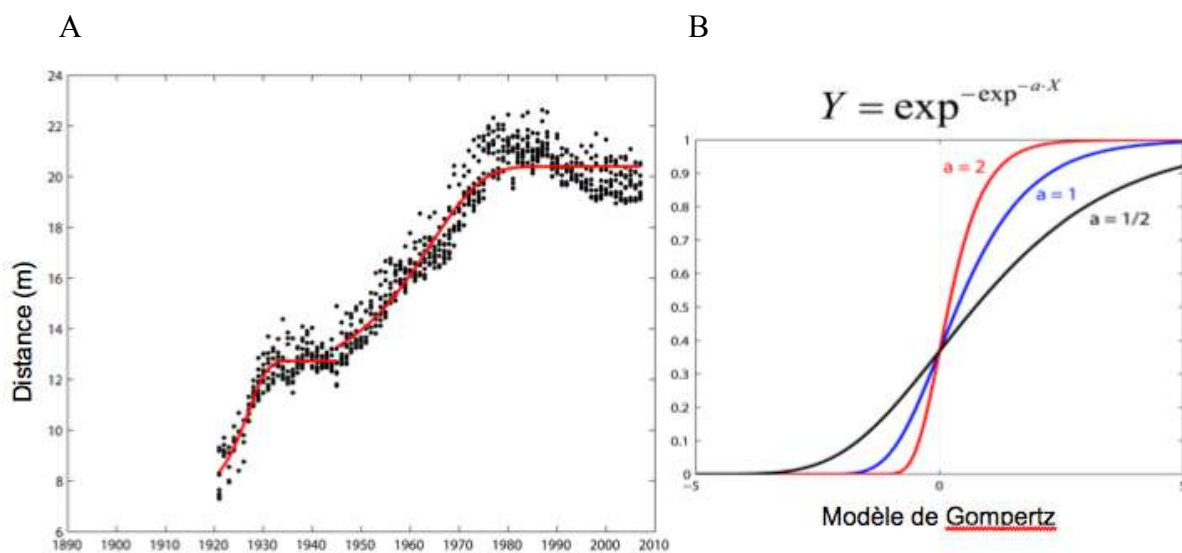 A
B
24
22
20
18
16
14
12
10
8
6
Distance (m)
1890 1900 1910 1920 1930 1940 1950 1960 1970 1980 1990 2000 2010
Y = exp^{-exp^{-a·X}}
1
0.9
0.8
0.7
0.6
0.5
0.4
0.3
0.2
0.1
0
a = 2
a = 1
a = 1/2
-5 0 5
Modèle de Gompertz